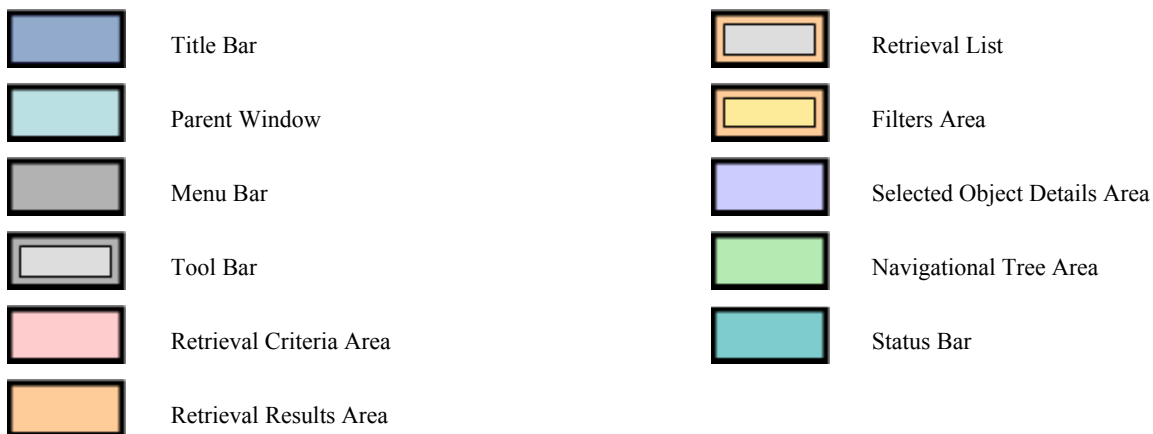 Title Bar
Parent Window
Menu Bar
Tool Bar
Retrieval Criteria Area
Retrieval Results Area
Retrieval List
Filters Area
Selected Object Details Area
Navigational Tree Area
Status Bar